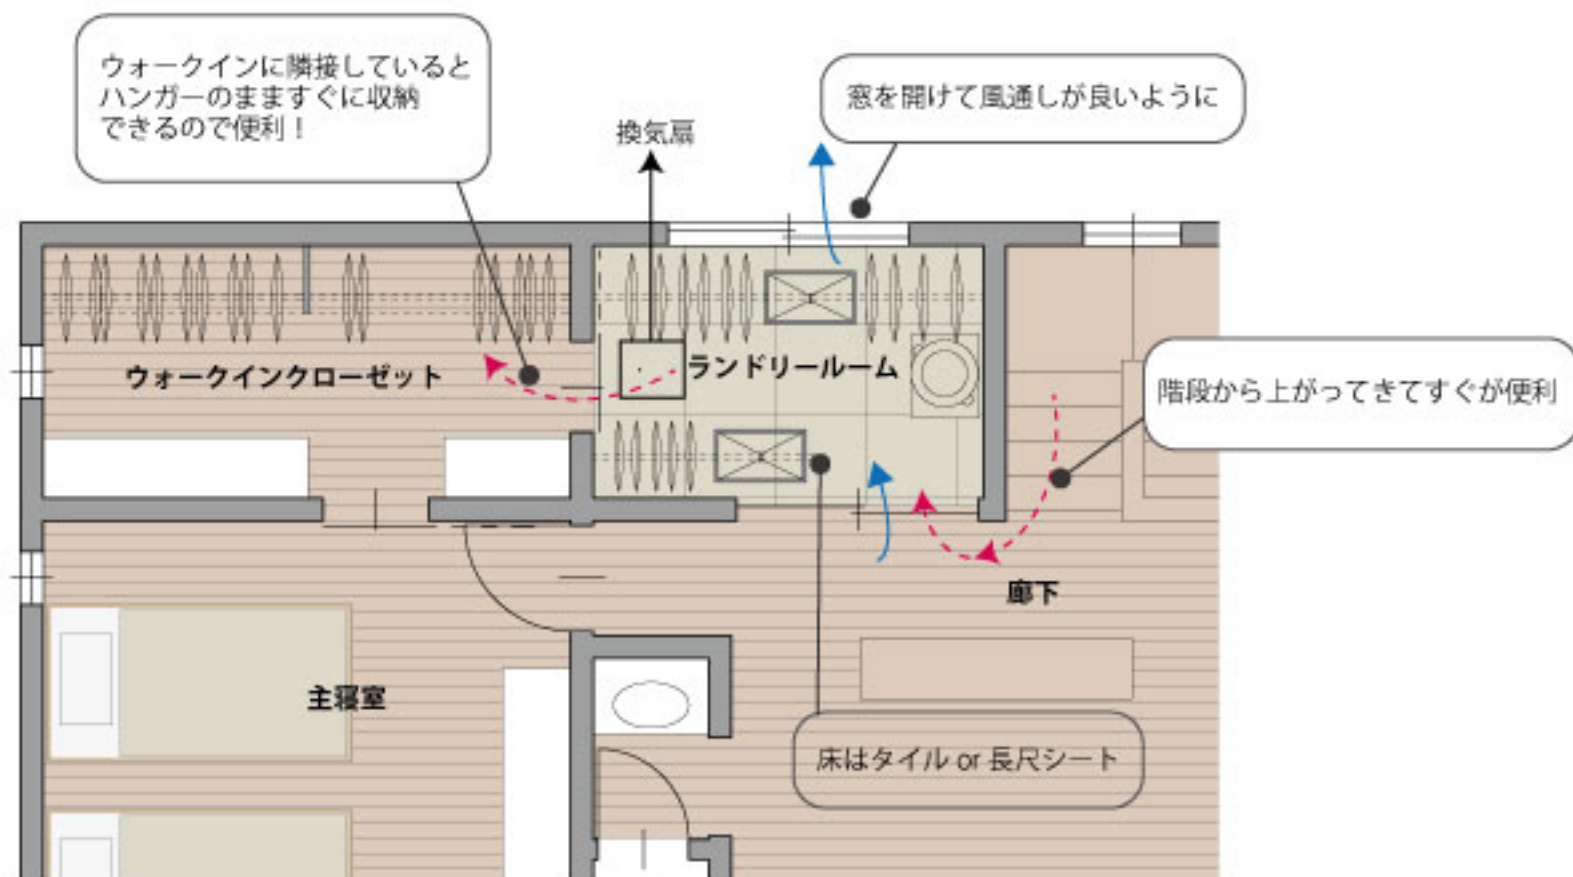 ウォークインに隣接していると
ハンガーのまますぐに収納
できるので便利！
窓を開けて風通しが良いように
換気扇
ウォークインクローゼット
ランドリールーム
階段から上がってきてすぐが便利
廊下
主寝室
床はタイル or 長尺シート